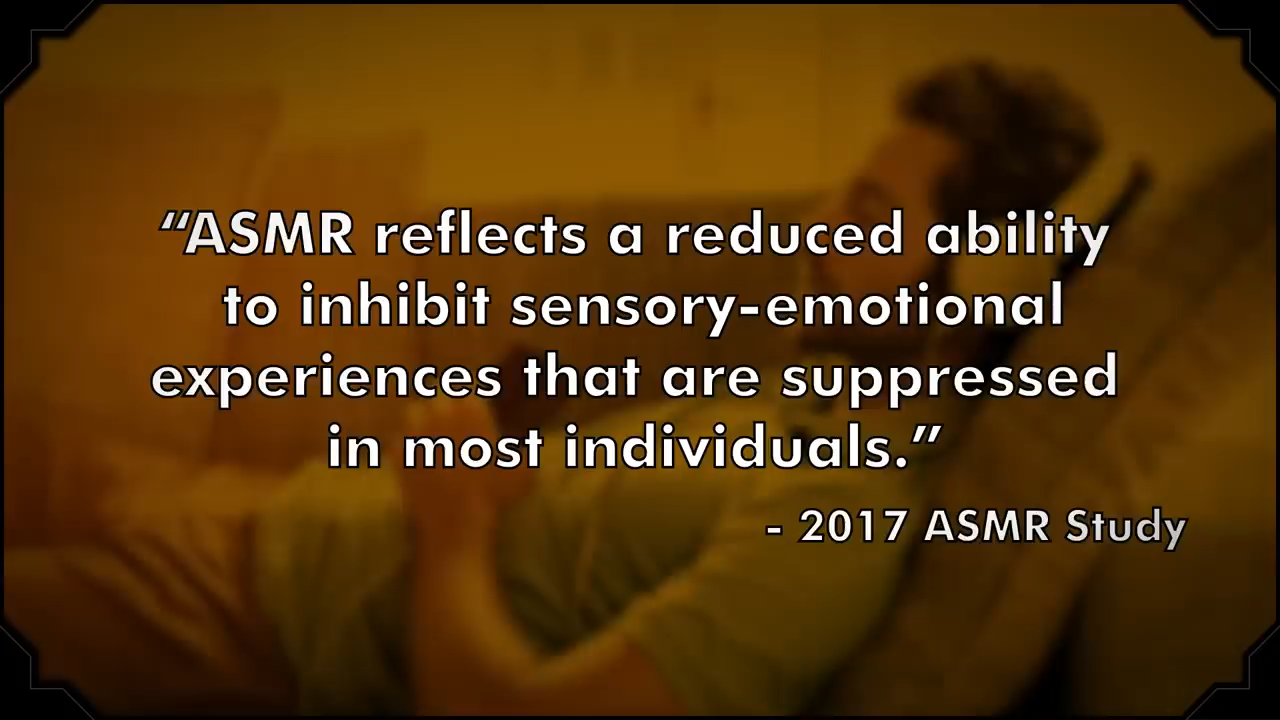 “ASMR reflects a reduced ability
to inhibit sensory-emotional
experiences that are suppressed
in most individuals.”
- 2017 ASMR Study